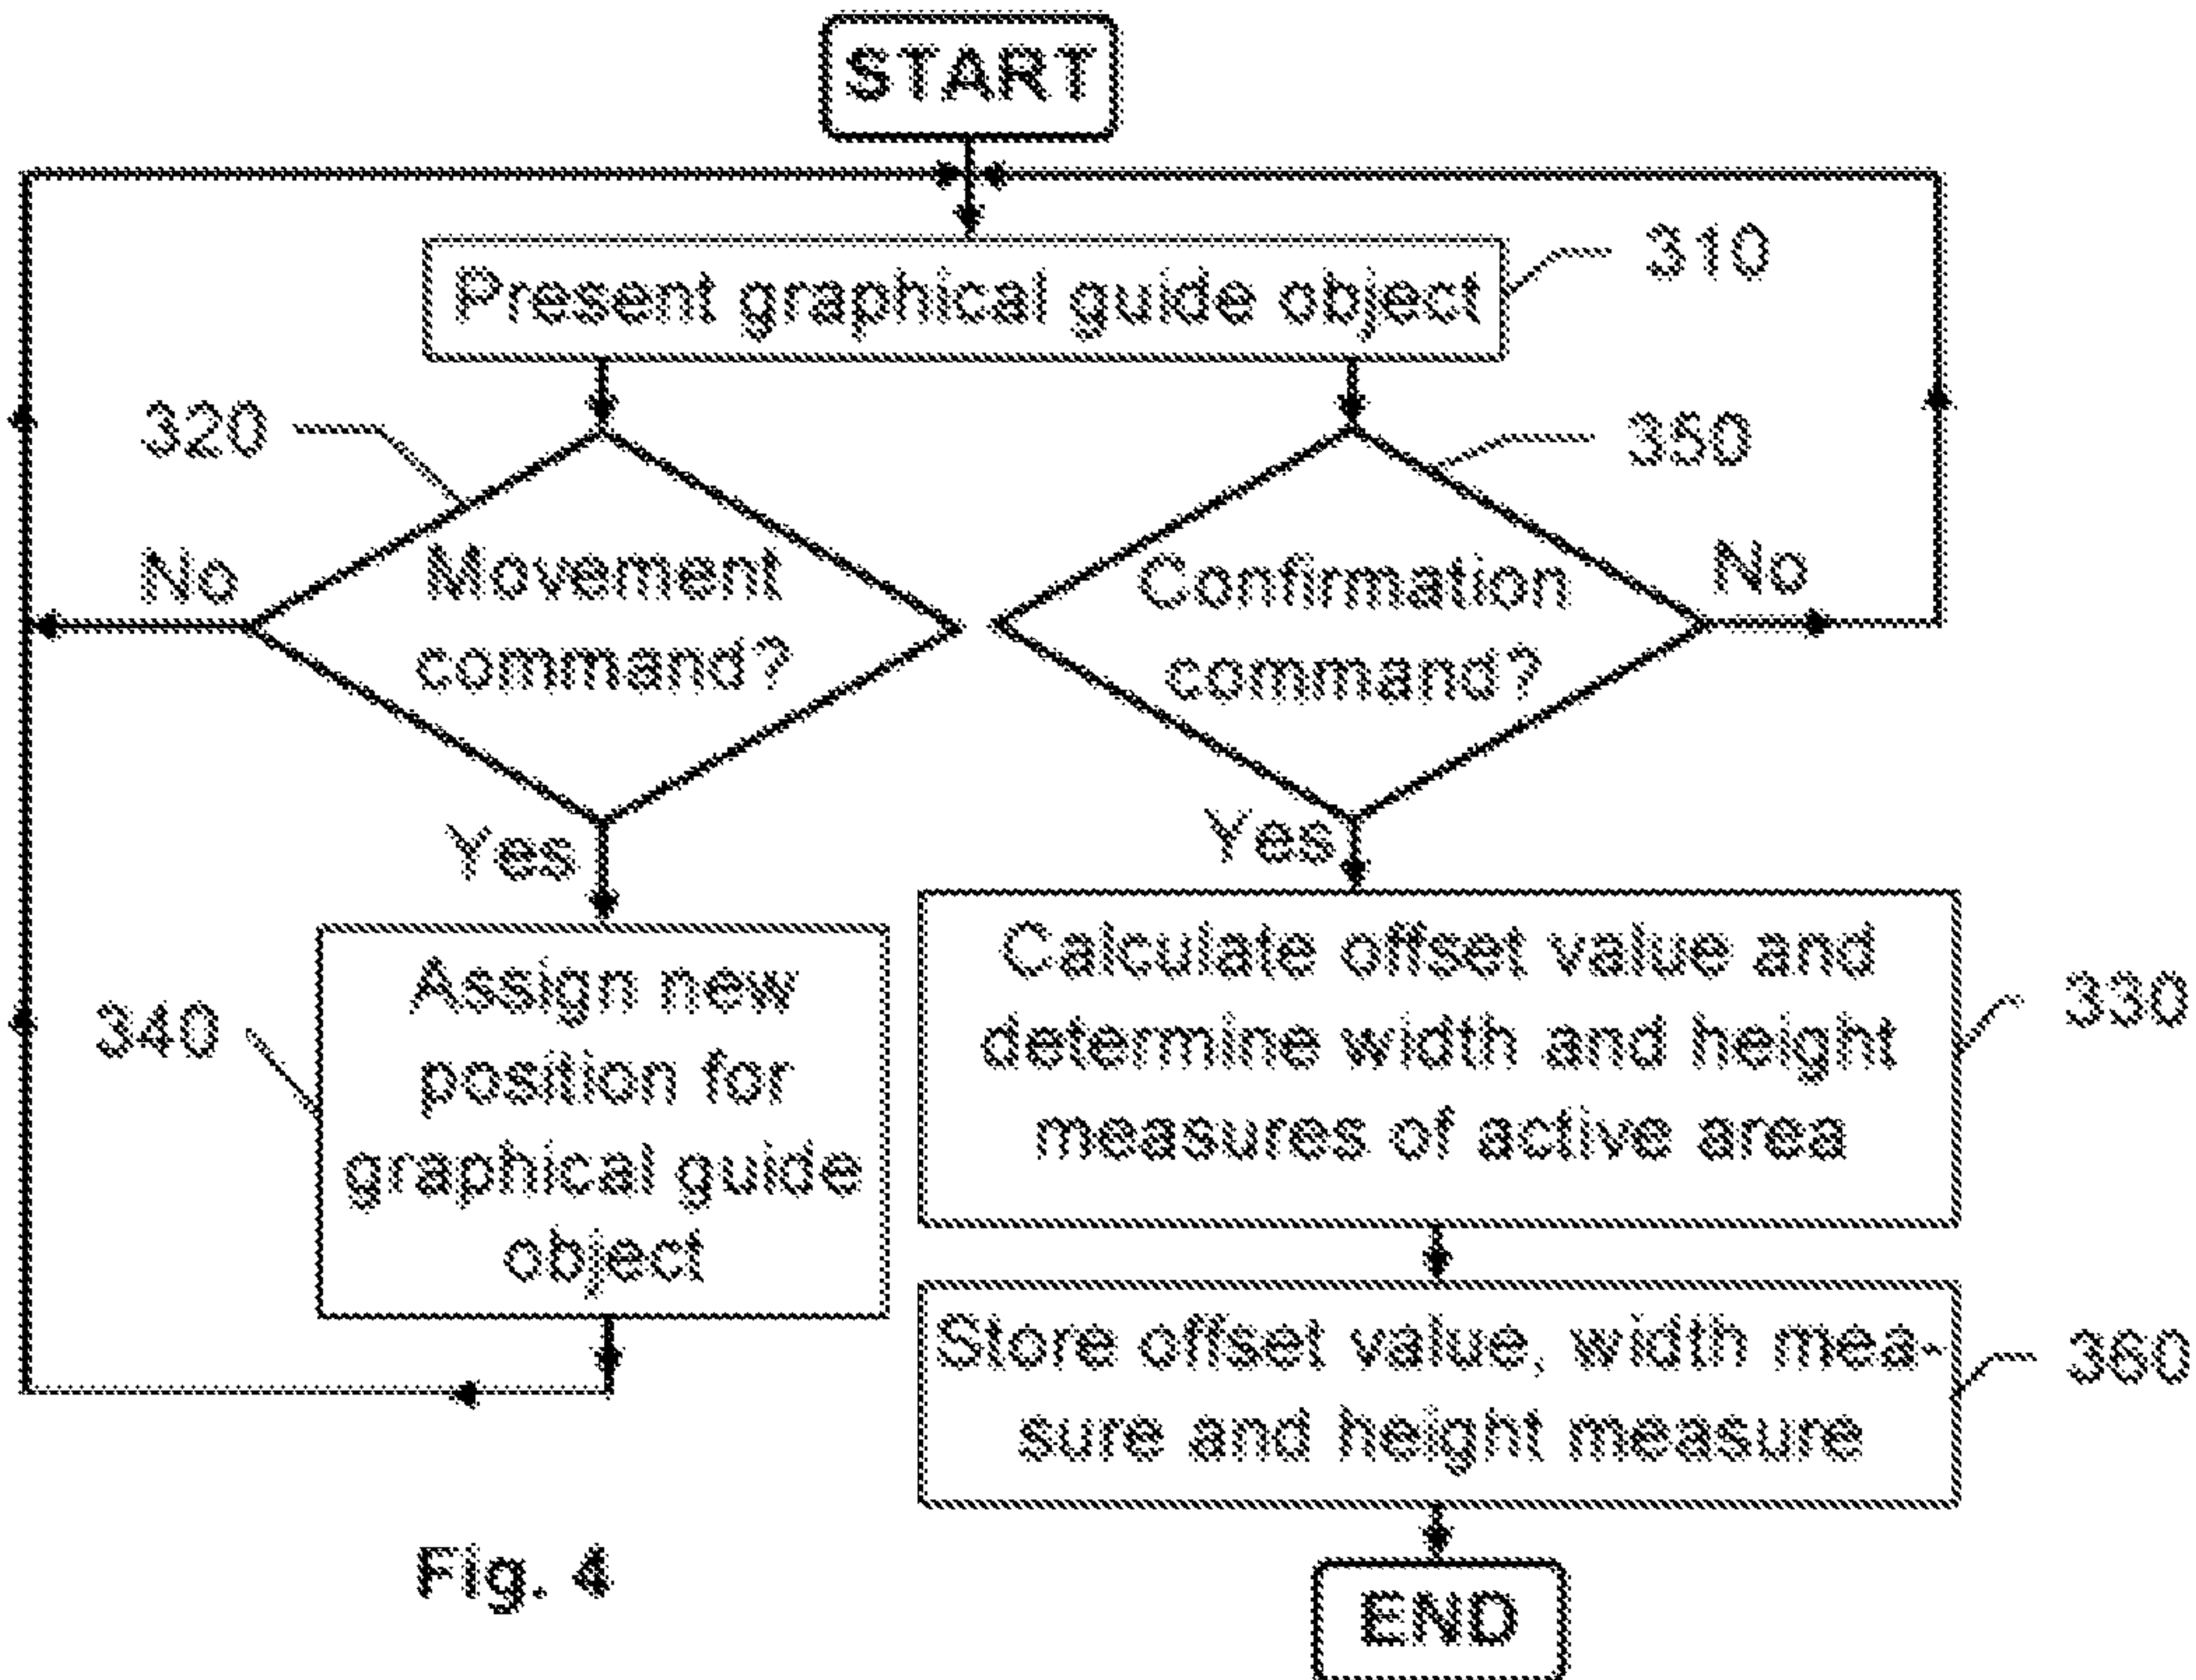 START
Present graphical guide object
310
320
350
Movement
command?
No
Confirmation
command?
No
Yes
Yes
Assign new
position for
graphical guide
object
340
Calculate offset value and
determine width and height
measures of active area
330
Store offset value, width mea-
sure and height measure
360
Fig. 4
END